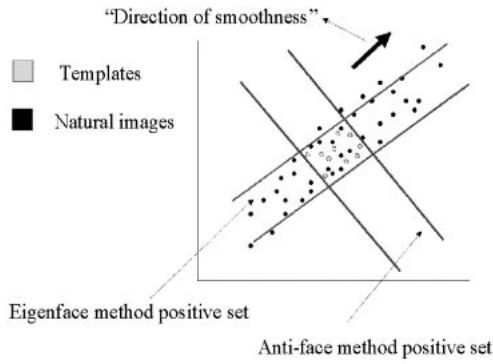 “Direction of smoothness”
Templates
Natural images
Eigenface method positive set
Anti-face method positive set